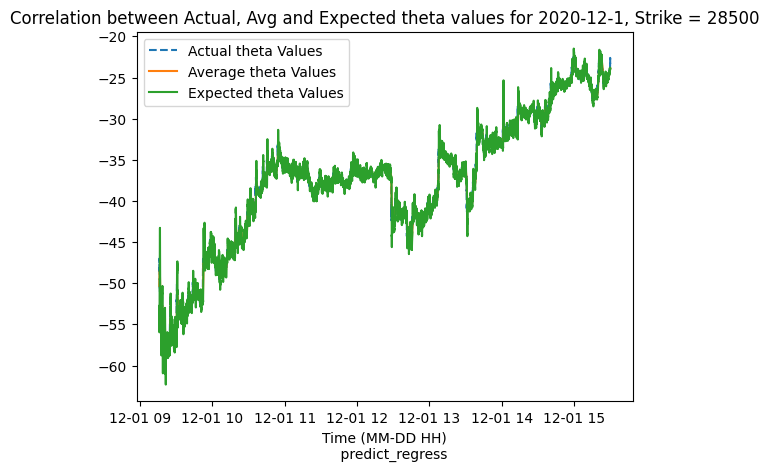 Correlation between Actual, Avg and Expected theta values for 2020-12-1, Strike = 28500
Actual theta Values
Average theta Values
Expected theta Values
−20
−25
−30
−35
−40
−45
−50
−55
−60
12-01 09 12-01 10 12-01 11 12-01 12 12-01 13 12-01 14 12-01 15
Time (MM-DD HH)
predict_regress